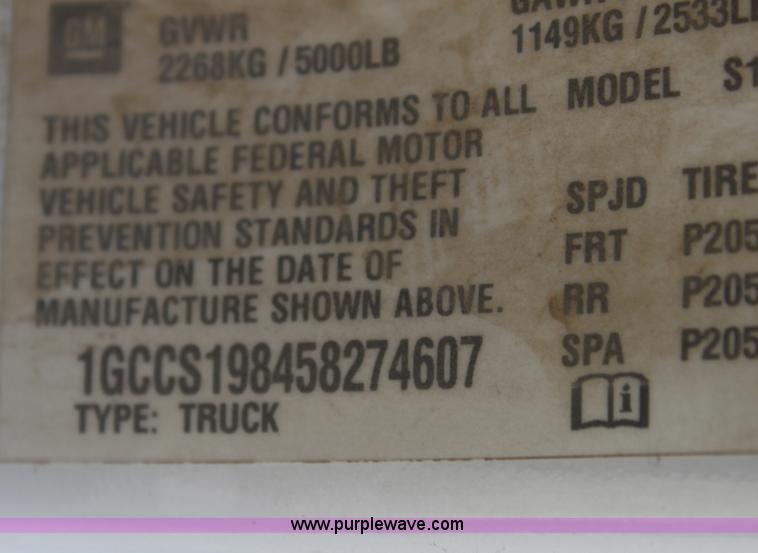 GM
GVWR
2268KG / 5000LB
1149KG / 2533LB
THIS VEHICLE CONFORMS TO ALL
APPLICABLE FEDERAL MOTOR
VEHICLE SAFETY AND THEFT
PREVENTION STANDARDS IN
EFFECT ON THE DATE OF
MANUFACTURE SHOWN ABOVE.
1GCCS198458274607
TYPE: TRUCK
MODEL S1
SPJD TIRE
FRT P205
RR P205
SPA P205
i
www.purplewave.com